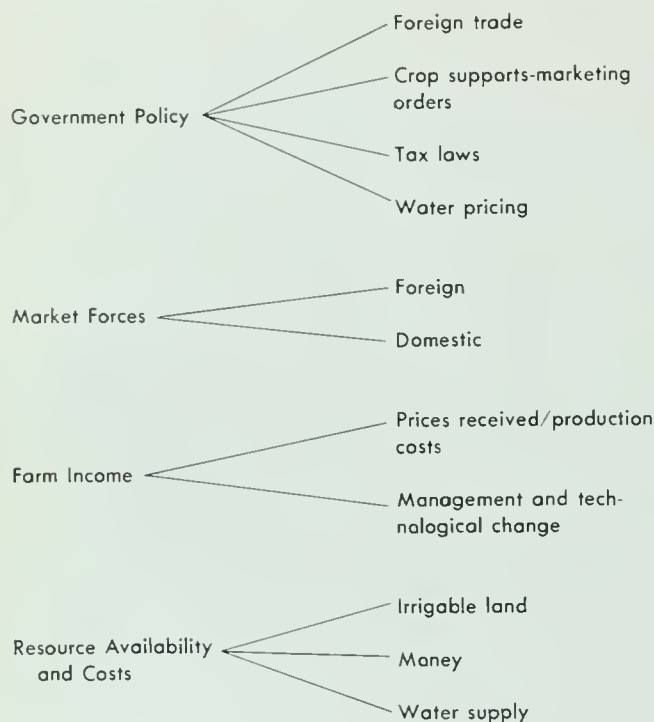 Government Policy
Foreign trade
Crop supports-marketing
orders
Tax laws
Water pricing
Market Forces
Foreign
Domestic
Farm Income
Prices received/production
costs
Management and tech-
nological change
Resource Availability
and Costs
Irrigable land
Money
Water supply